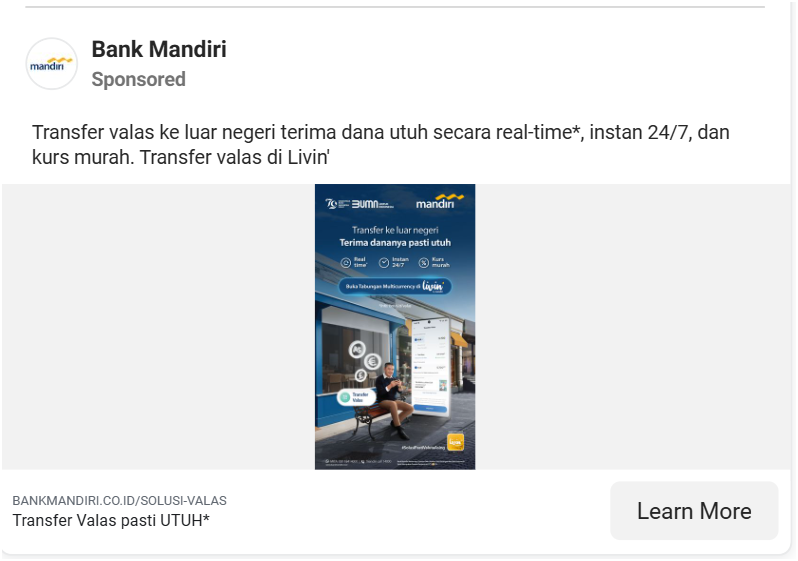 Bank Mandiri
mandiri
Sponsored
Transfer valas ke luar negeri terima dana utuh secara real-time*, instan 24/7, dan
kurs murah. Transfer valas di Livin'
BUMN
mandiri
Transfer ke luar negeri
Terima dananya pasti utuh
Real time*
Instan 24/7
Kurs murah
Buka Tabungan Multicurrency di livin'
Transfer Valas
BANKMANDIRI.CO.ID/SOLUSI-VALAS
Transfer Valas pasti UTUH*
Learn More